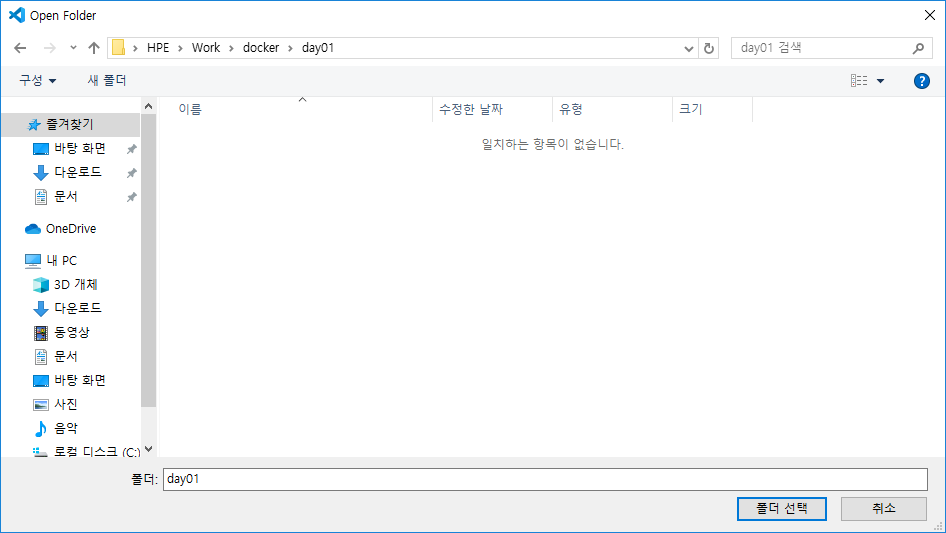 Open Folder
HPE > Work > docker > day01
day01 검색
구성
새 폴더
?
이름
수정한 날짜
유형
크기
일치하는 항목이 없습니다.
즐겨찾기
바탕 화면
다운로드
문서
OneDrive
내 PC
3D 개체
다운로드
동영상
문서
바탕 화면
사진
음악
로컬 디스크 (C:)
폴더:
day01
폴더 선택
취소